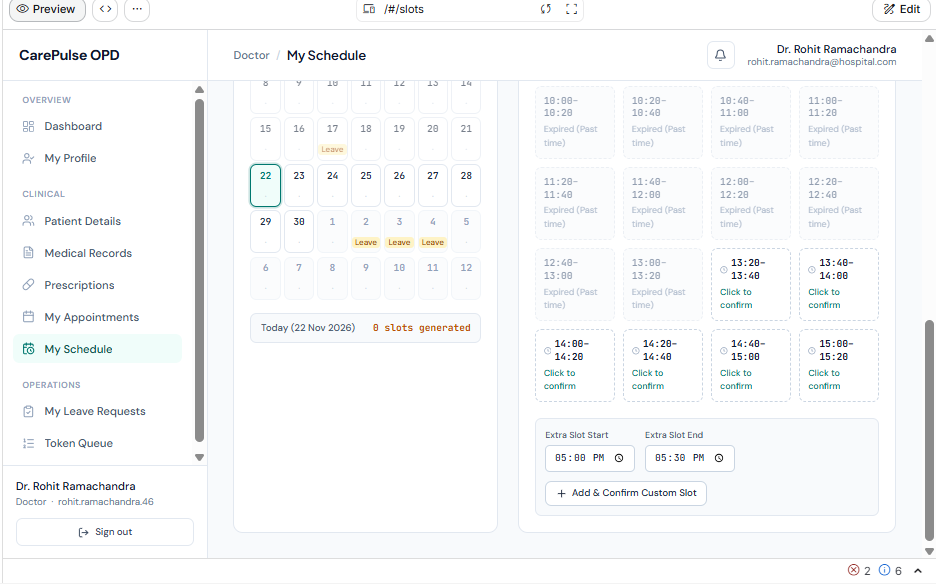 Preview
/#/slots
Edit
CarePulse OPD
Doctor / My Schedule
Dr. Rohit Ramachandra
rohit.ramachandra@hospital.com
OVERVIEW
Dashboard
My Profile
CLINICAL
Patient Details
Medical Records
Prescriptions
My Appointments
My Schedule
OPERATIONS
My Leave Requests
Token Queue
Dr. Rohit Ramachandra
Doctor · rohit.ramachandra.46
Sign out
8 9 10 11 12 13 14
15 16 17 18 19 20 21
Leave
22 23 24 25 26 27 28
29 30 1 2 3 4 5
Leave Leave Leave
6 7 8 9 10 11 12
Today (22 Nov 2026) 0 slots generated
10:00-
10:20
Expired (Past
time)
10:20-
10:40
Expired (Past
time)
10:40-
11:00
Expired (Past
time)
11:00-
11:20
Expired (Past
time)
11:20-
11:40
Expired (Past
time)
11:40-
12:00
Expired (Past
time)
12:00-
12:20
Expired (Past
time)
12:20-
12:40
Expired (Past
time)
12:40-
13:00
Expired (Past
time)
13:00-
13:20
Expired (Past
time)
13:20-
13:40
Click to
confirm
13:40-
14:00
Click to
confirm
14:00-
14:20
Click to
confirm
14:20-
14:40
Click to
confirm
14:40-
15:00
Click to
confirm
15:00-
15:20
Click to
confirm
Extra Slot Start Extra Slot End
05:00 PM 05:30 PM
+ Add & Confirm Custom Slot
2 6